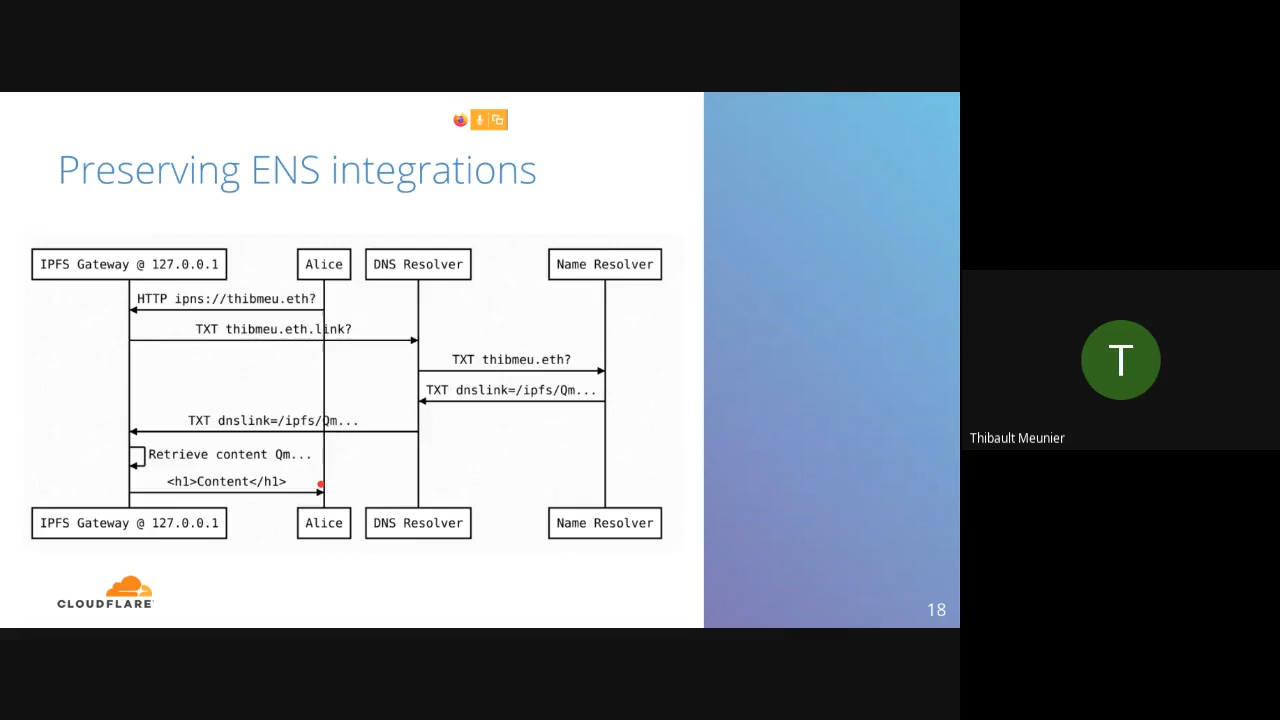 Preserving ENS integrations
IPFS Gateway @ 127.0.0.1
Alice
DNS Resolver
Name Resolver
HTTP ipns://thibmeu.eth?
TXT thibmeu.eth.link?
TXT thibmeu.eth?
TXT dnslink=/ipfs/Qm...
TXT dnslink=/ipfs/Qm...
Retrieve content Qm...
<h1>Content</h1>
IPFS Gateway @ 127.0.0.1
Alice
DNS Resolver
Name Resolver
CLOUDFLARE
18
T
Thibault Meunier